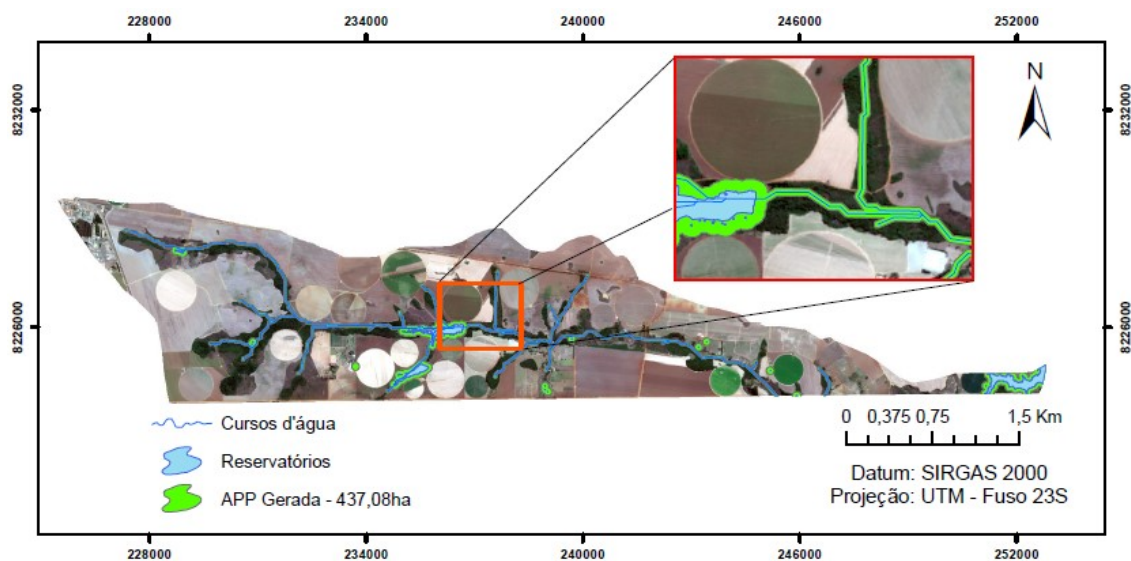 228000 234000 240000 246000 252000
N
8232000 8232000
8226000 8226000
Cursos d'água
Reservatórios
APP Gerada - 437,08ha
0 0,375 0,75 1,5 Km
Datum: SIRGAS 2000
Projeção: UTM - Fuso 23S
228000 234000 240000 246000 252000